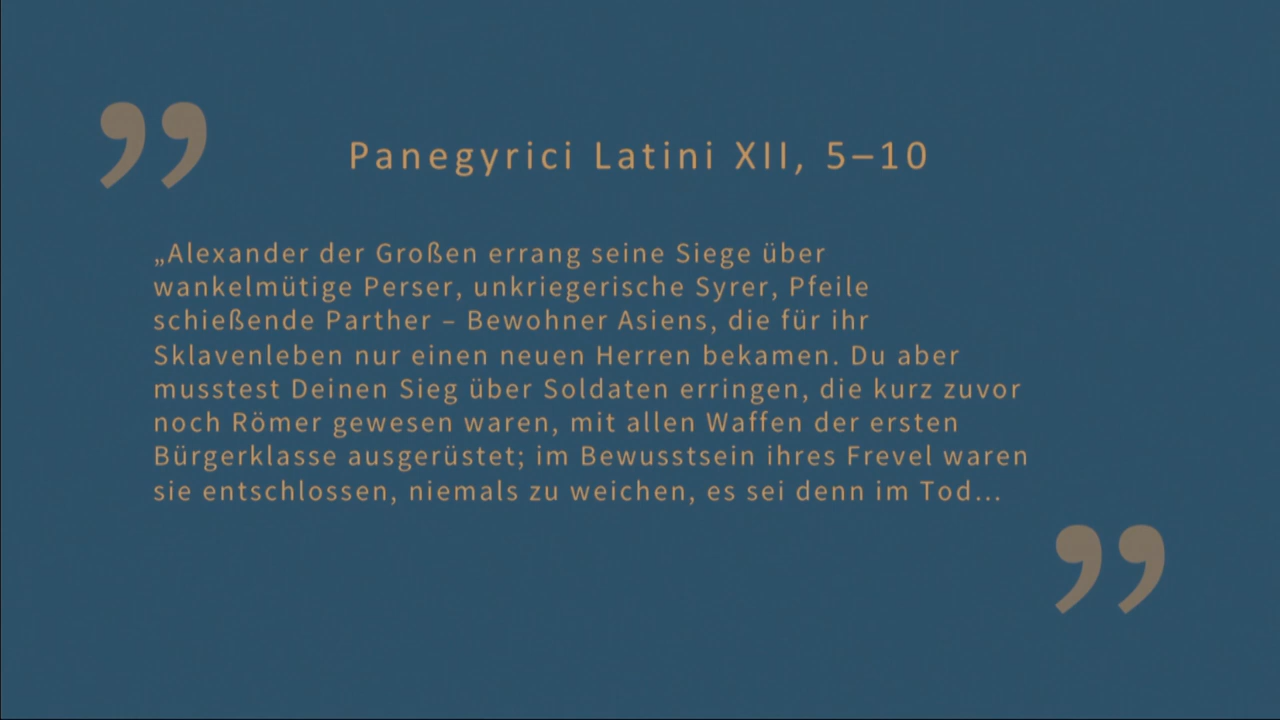 Panegyrici Latini XII, 5–10
„Alexander der Großen errang seine Siege über
wankelmütige Perser, unkriegerische Syrer, Pfeile
schießende Parther – Bewohner Asiens, die für ihr
Sklavenleben nur einen neuen Herren bekamen. Du aber
musstest Deinen Sieg über Soldaten erringen, die kurz zuvor
noch Römer gewesen waren, mit allen Waffen der ersten
Bürgerklasse ausgerüstet; im Bewusstsein ihres Frevel waren
sie entschlossen, niemals zu weichen, es sei denn im Tod...